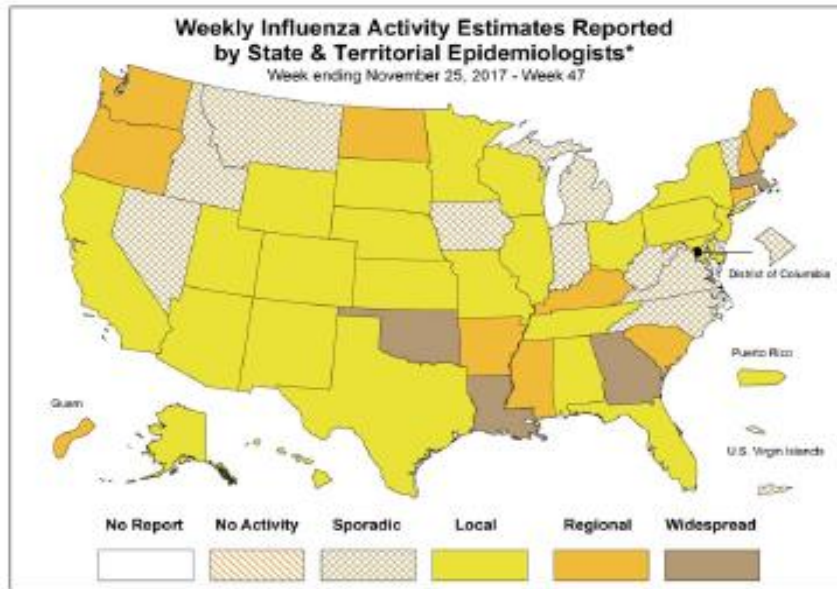 Weekly Influenza Activity Estimates Reported
by State & Territorial Epidemiologists*
Week ending November 25, 2017 - Week 47
District of Columbia
Puerto Rico
Guam
U.S. Virgin Islands
No Report No Activity Sporadic Local Regional Widespread